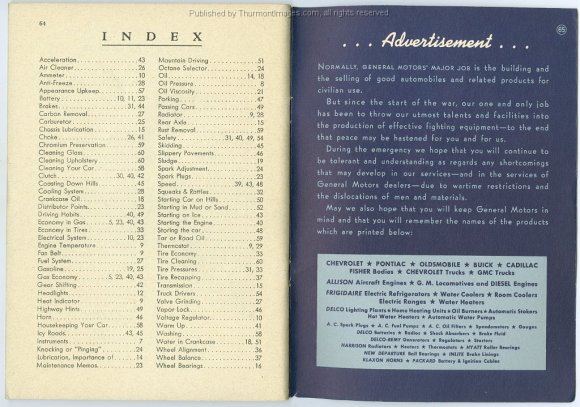 Published by Thurmontimages.com, all rights reserved
64
INDEX
Acceleration 43
Air Cleaner 26
Ammeter 10
Anti-Freeze 28
Appearance Upkeep 57
Battery 10, 11, 23
Brakes 31, 44
Carbon Removal 27
Carburetor 25
Chassis Lubrication 15
Choke 26, 41
Chromium Preservation 59
Cleaning Glass 60
Cleaning Upholstery 60
Cleaning Your Car 58
Clutch 30, 40, 42
Coasting Down Hills 45
Cooling System 28
Crankcase Oil 18
Distributor Points 23
Driving Habits 40, 49
Economy in Gas 5, 23, 40, 43
Economy in Tires 33
Electrical System 10, 23
Engine Temperature 9
Fan Belt 9
Fuel System 27
Gasoline 19, 25
Gas Economy 5, 23, 40, 43
Gear Shifting 42
Headlights 12
Heat Indicator 9
Highway Hints 49
Horn 46
Housekeeping Your Car 58
Icy Roads 43, 45
Instruments 7
Knocking or "Pinging" 24
Lubrication, Importance of 14
Maintenance Memos 23
Mountain Driving 51
Octane Selector 24
Oil 14, 18
Oil Pressure 8
Oil Viscosity 21
Parking 47
Passing Cars 49
Radiator 9, 28
Rear Axle 15
Rust Removal 59
Safety 31, 40, 49, 54
Skidding 45
Slippery Pavements 46
Sludge 19
Spark Adjustment 24
Spark Plugs 23
Speed 39, 43, 48
Squeaks & Rattles 32
Starting Car on Hills 50
Starting in Mud or Sand 52
Starting on Ice 43
Starting the Engine 40
Storing the car 48
Tar or Road Oil 59
Thermostat 9, 29
Tire Economy 33
Tire Cleaning 60
Tire Pressures 31, 33
Tire Recapping 37
Transmission 15
Truck Drivers 54
Valve Grinding 27
Vapor Lock 27
Voltage Regulator 10
Warm Up 41
Washing 58
Water in Crankcase 18, 51
Wheel Alignment 36
Wheel Balance 37
Wheel Bearings 16
65
... Advertisement ...
NORMALLY, GENERAL MOTORS' MAJOR JOB is the building and
the selling of good automobiles and related products for
civilian use.
But since the start of the war, our one and only job
has been to throw our utmost talents and facilities into
the production of effective fighting equipment—to the end
that peace may be hastened for you and for us.
During the emergency we hope that you will continue to
be tolerant and understanding as regards any shortcomings
that may develop in our services—and in the services of
General Motors dealers—due to wartime restrictions and
the dislocations of men and materials.
May we also hope that you will keep General Motors in
mind and that you will remember the names of the products
which are printed below:
CHEVROLET ★ PONTIAC ★ OLDSMOBILE ★ BUICK ★ CADILLAC
FISHER Bodies ★ CHEVROLET Trucks ★ GMC Trucks
ALLISON Aircraft Engines ★ G. M. Locomotives and DIESEL Engines
FRIGIDAIRE Electric Refrigerators ★ Water Coolers ★ Room Coolers
Electric Ranges ★ Water Heaters
DELCO Lighting Plants ★ Home Heating Units ★ Oil Burners ★ Automatic Stokers
Hot Water Heaters ★ Automatic Water Pumps
A. C. Spark Plugs ★ A. C. Fuel Pumps ★ A. C. Oil Filters ★ Speedometers ★ Gauges
DELCO Batteries ★ Radios ★ Shock Absorbers ★ Brake Fluid
DELCO-REMY Generators ★ Regulators ★ Starters
HARRISON Radiators ★ Heaters ★ Thermostats ★ HYATT Roller Bearings
NEW DEPARTURE Ball Bearings ★ INLITE Brake Linings
KLAXON HORNS ★ PACKARD Battery & Ignition Cables